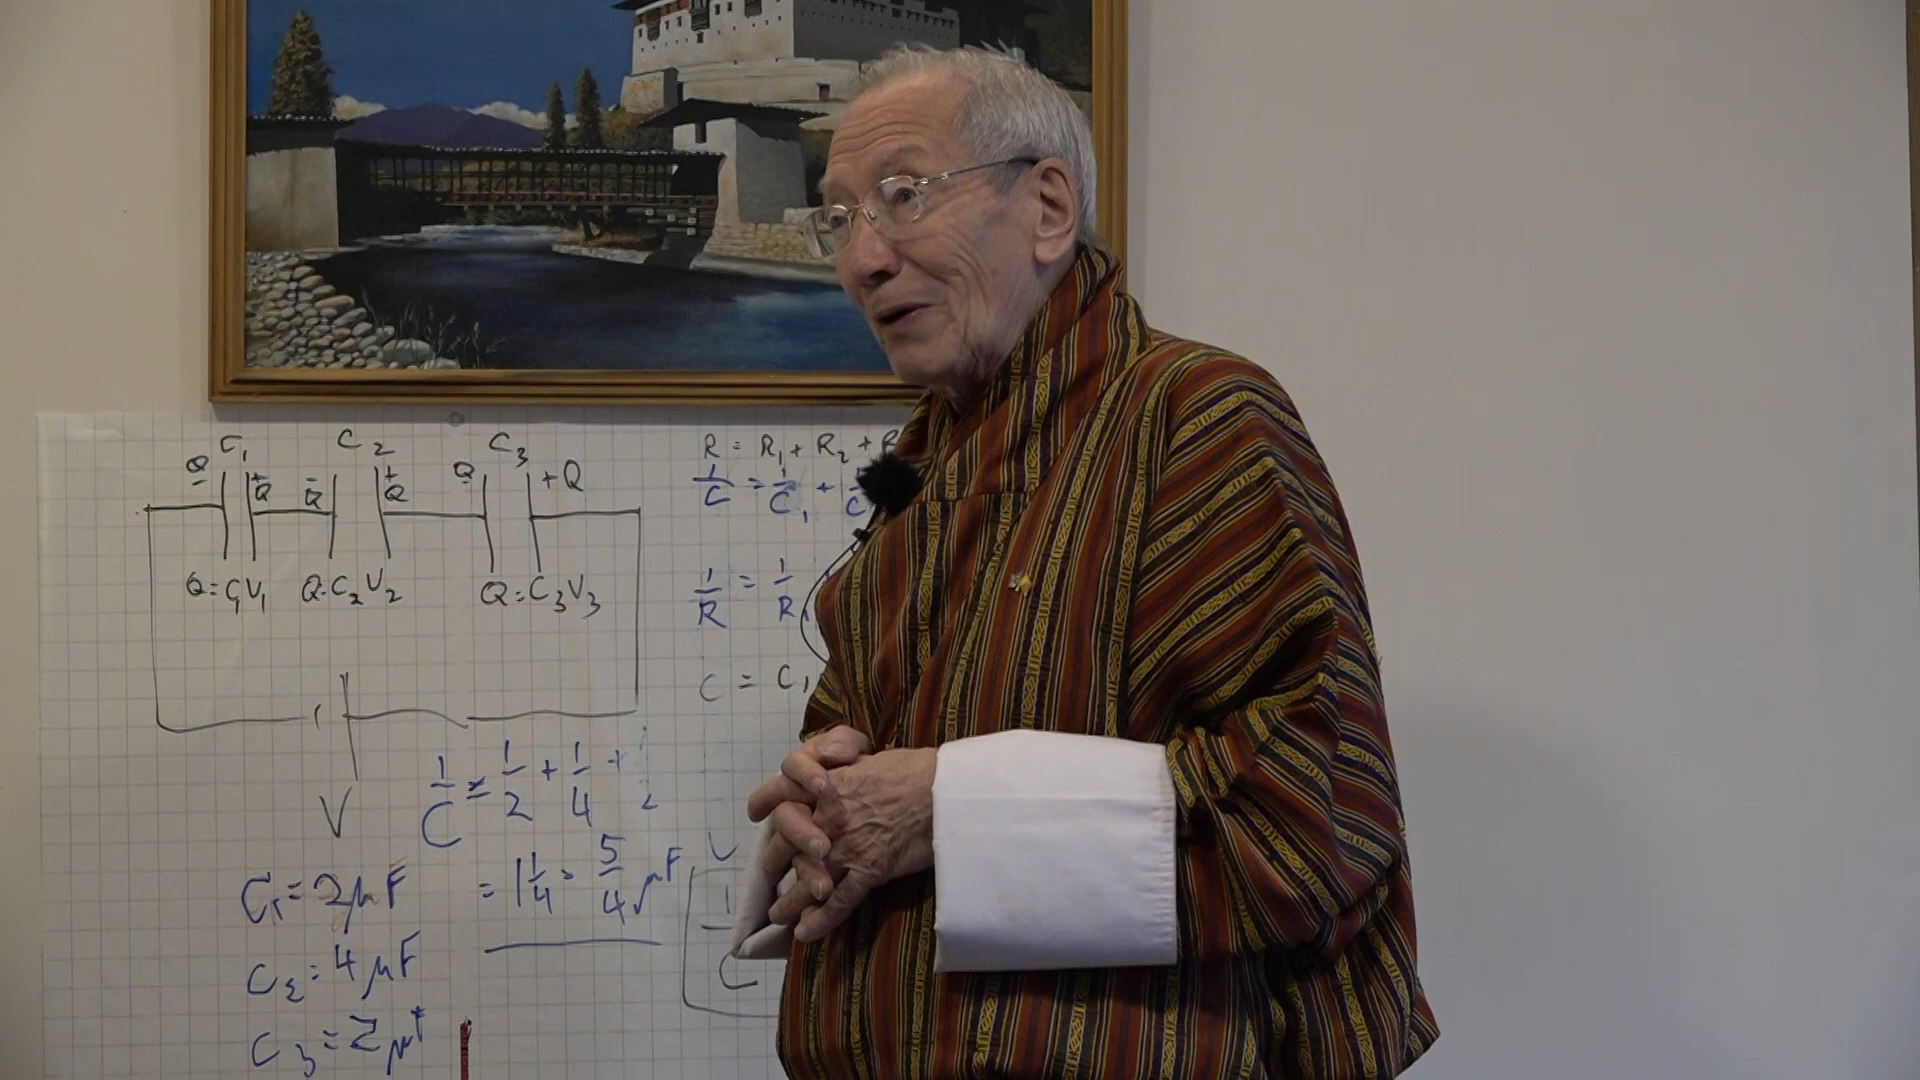 C₁ C₂ C₃
Q +Q -Q +Q Q +Q
Q=C₁V₁ Q=C₂V₂ Q=C₃V₃
V
R = R₁ + R₂ + R
1/C = 1/C₁ +
1/R = 1/R₁
C = C₁
1/C = 1/2 + 1/4 +
= 1 1/4 = 5/4 μF
C₁ = 2μF
C₂ = 4μF
C₃ = 2μF